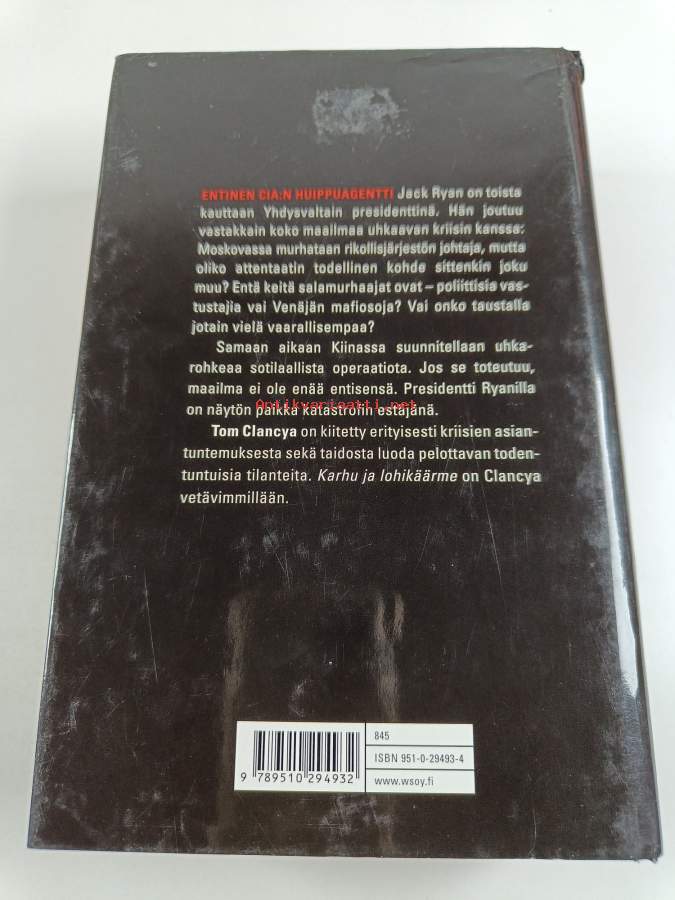 ENTINEN CIA:N HUIPPUAGENTTI Jack Ryan on toista
kauttaan Yhdysvaltain presidenttinä. Hän joutuu
vastakkain koko maailmaa uhkaavan kriisin kanssa:
Moskovassa murhataan rikollisjärjestön johtaja, mutta
oliko attentaatin todellinen kohde sittenkin joku
muu? Entä keitä salamurhaajat ovat – poliittisia vas-
tustajia vai Venäjän mafiosoja? Vai onko taustalla
jotain vielä vaarallisempaa?
Samaan aikaan Kiinassa suunnitellaan uhka-
rohkeaa sotilaallista operaatiota. Jos se toteutuu,
maailma ei ole enää entisensä. Presidentti Ryanilla
Antikvariaatti.net
on näytön paikka katastrofin estäjänä.
Tom Clancya on kiitetty erityisesti kriisien asian-
tuntemuksesta sekä taidosta luoda pelottavan toden-
tuntuisia tilanteita. Karhu ja lohikäärme on Clancya
vetävimmillään.
845
ISBN 951-0-29493-4
www.wsoy.fi
9 789510 294932